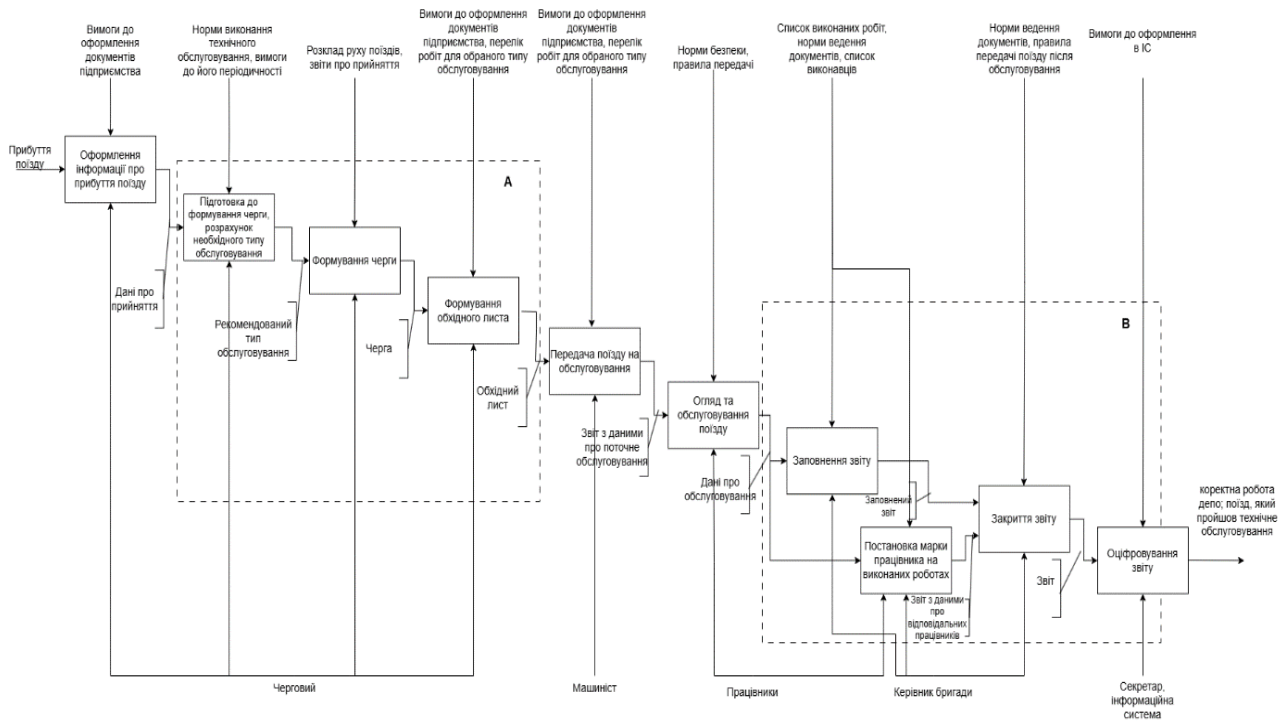 Вимоги до
оформлення
документів
підприємства
Норми виконання
технічного
обслуговування, вимоги
до його періодичності
Розклад руху поїздів,
звіти про прийняття
Вимоги до оформлення
документів
підприємства, перелік
робіт для обраного типу
обслуговування
Вимоги до оформлення
документів
підприємства, перелік
робіт для обраного типу
обслуговування
Норми безпеки,
правила передачі
Список виконаних робіт,
норми ведення
документів, список
виконавців
Норми ведення
документів, правила
передачі поїзду після
обслуговування
Вимоги до оформлення
в ІС
Прибуття
поїзду
Оформлення
інформації про
прибуття поїзду
А
Підготовка до
формування черги,
розрахунок
необхідного типу
обслуговування
Формування черги
Формування
обхідного листа
Дані про
прийняття
Рекомендований
тип
обслуговування
Черга
Обхідний
лист
Передача поїзду на
обслуговування
Звіт з даними
про поточне
обслуговування
Огляд та
обслуговування
поїзду
В
Дані про
обслуговування
Заповнення звіту
Заповнений
звіт
Постановка марки
працівника на
виконаних роботах
Звіт з даними
про
відповідальних
працівників
Закриття звіту
Звіт
Оцифровування
звіту
коректна робота
депо; поїзд, який
пройшов технічне
обслуговування
Черговий
Машиніст
Працівники
Керівник бригади
Секретар,
інформаційна
система